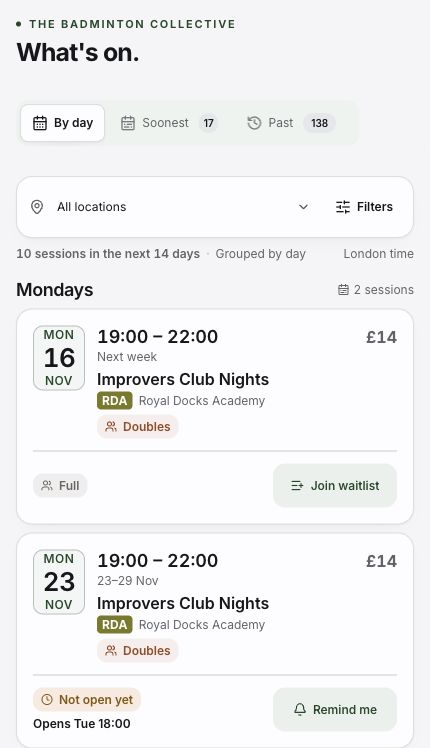 THE BADMINTON COLLECTIVE
What's on.
By day Soonest 17 Past 138
All locations Filters
10 sessions in the next 14 days · Grouped by day London time
Mondays 2 sessions
MON
16
NOV
19:00 – 22:00 £14
Next week
Improvers Club Nights
RDA Royal Docks Academy
Doubles
Full Join waitlist
MON
23
NOV
19:00 – 22:00 £14
23–29 Nov
Improvers Club Nights
RDA Royal Docks Academy
Doubles
Not open yet
Opens Tue 18:00
Remind me